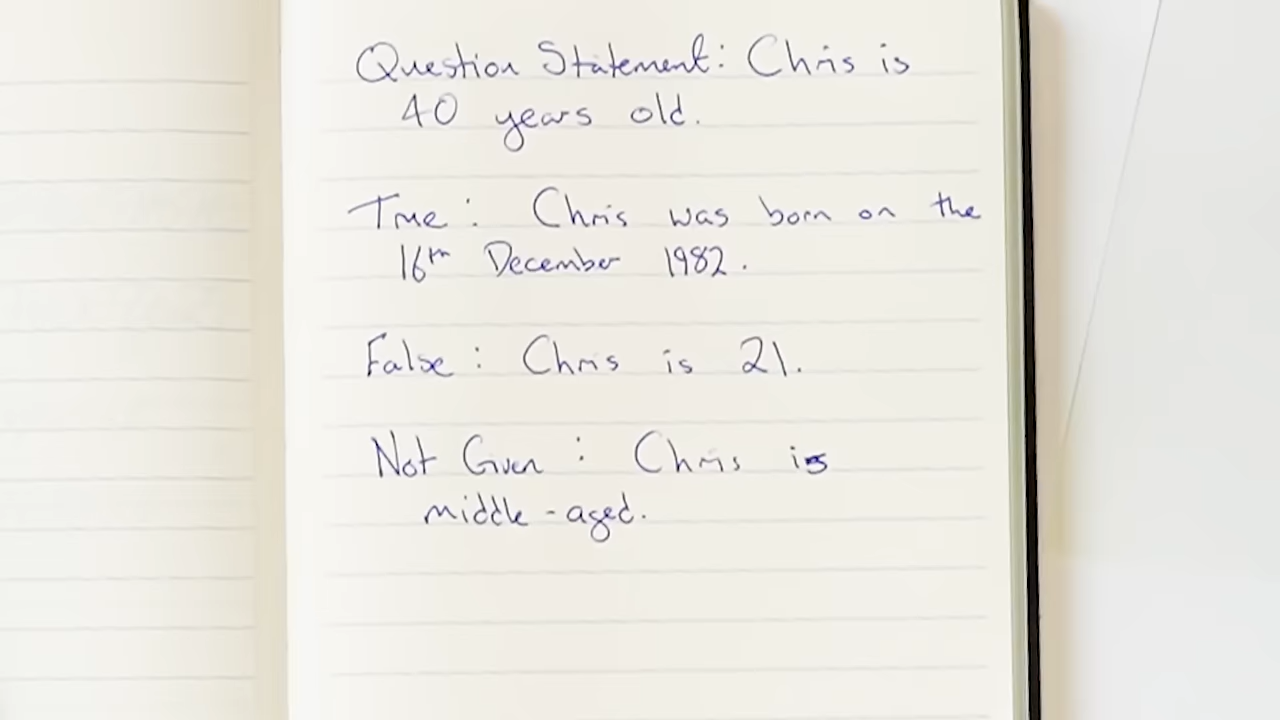 Question Statement: Chris is
40 years old.
True: Chris was born on the
16th December 1982.
False: Chris is 21.
Not Given: Chris is
middle-aged.